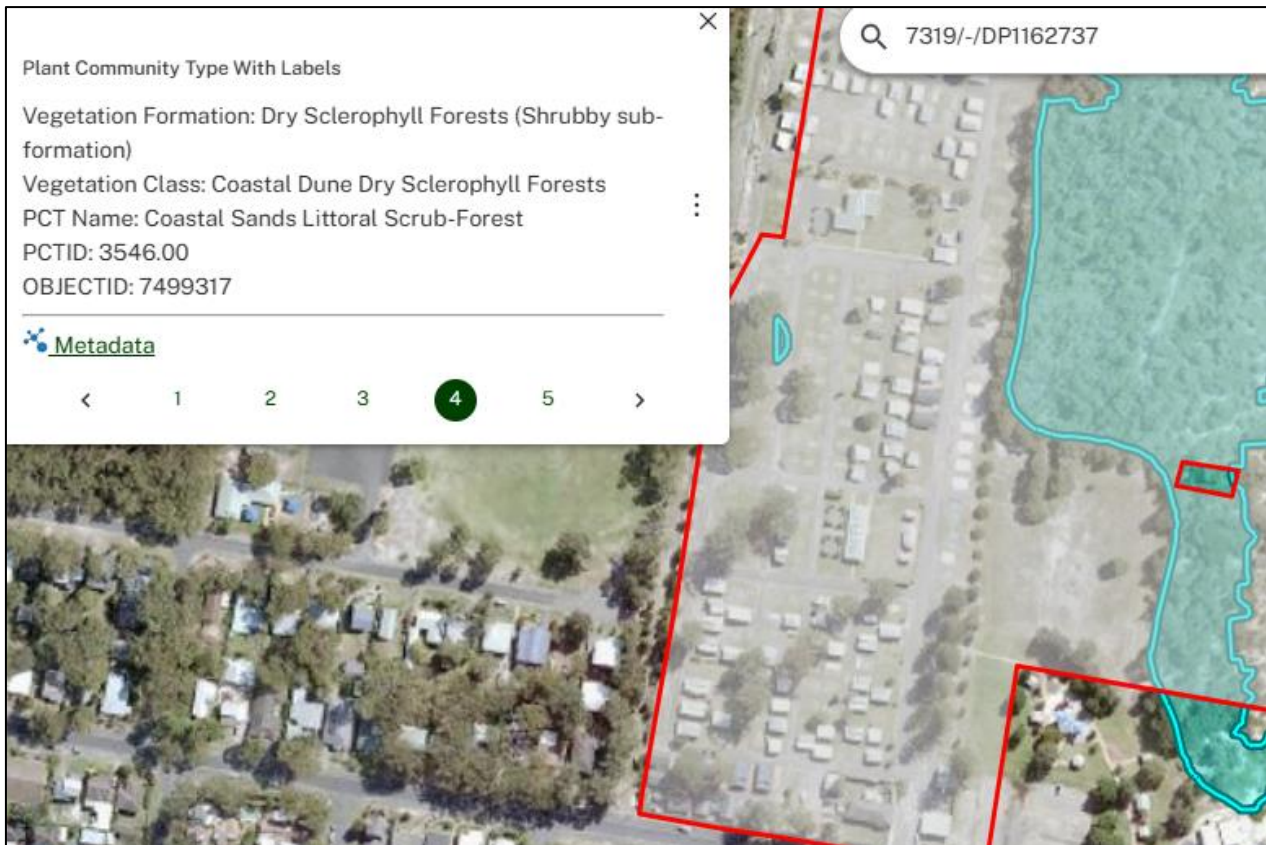 7319/-/DP1162737
Plant Community Type With Labels
Vegetation Formation: Dry Sclerophyll Forests (Shrubby sub-
formation)
Vegetation Class: Coastal Dune Dry Sclerophyll Forests
PCT Name: Coastal Sands Littoral Scrub-Forest
PCTID: 3546.00
OBJECTID: 7499317
Metadata
1 2 3 4 5